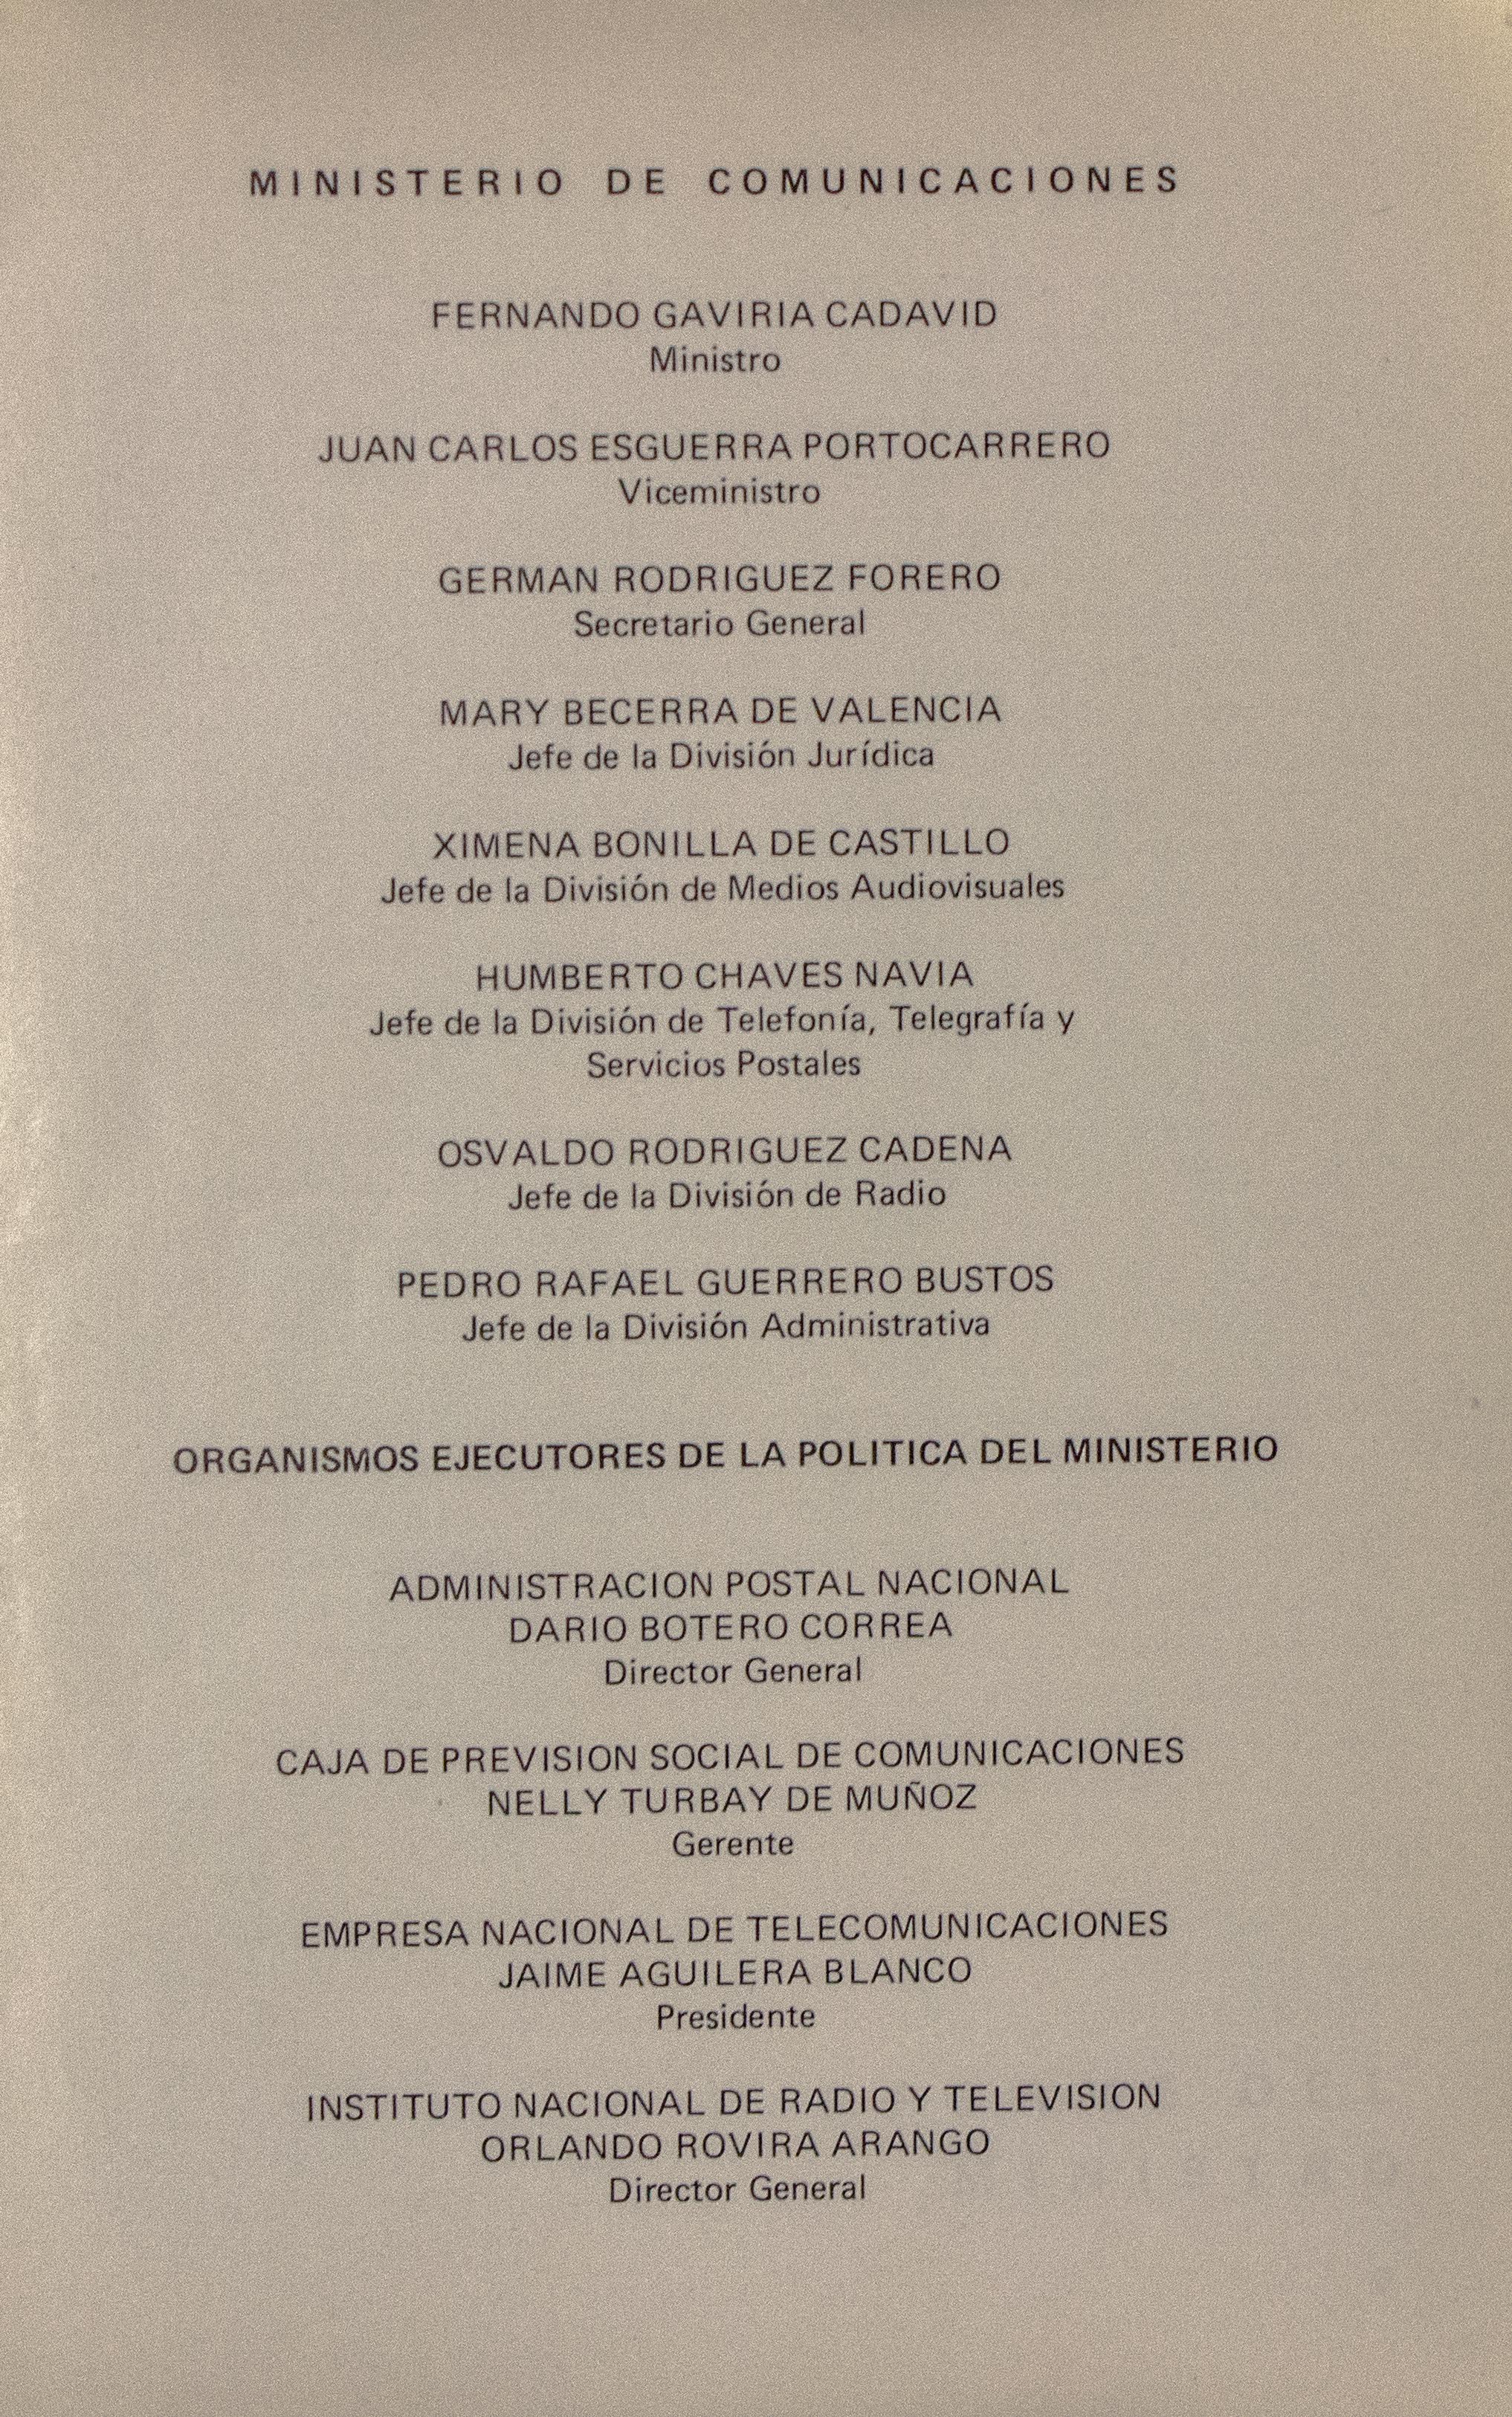 MINISTERIO DE COMUNICACIONES
FERNANDO GAVIRIA CADAVID
Ministro
JUAN CARLOS ESGUERRA PORTOCARRERO
Viceministro
GERMAN RODRIGUEZ FORERO
Secretario General
MARY BECERRA DE VALENCIA
Jefe de la División Jurídica
XIMENA BONILLA DE CASTILLO
Jefe de la División de Medios Audiovisuales
HUMBERTO CHAVES NAVIA
Jefe de la División de Telefonía, Telegrafía y
Servicios Postales
OSVALDO RODRIGUEZ CADENA
Jefe de la División de Radio
PEDRO RAFAEL GUERRERO BUSTOS
Jefe de la División Administrativa
ORGANISMOS EJECUTORES DE LA POLITICA DEL MINISTERIO
ADMINISTRACION POSTAL NACIONAL
DARIO BOTERO CORREA
Director General
CAJA DE PREVISION SOCIAL DE COMUNICACIONES
NELLY TURBAY DE MUÑOZ
Gerente
EMPRESA NACIONAL DE TELECOMUNICACIONES
JAIME AGUILERA BLANCO
Presidente
INSTITUTO NACIONAL DE RADIO Y TELEVISION
ORLANDO ROVIRA ARANGO
Director General